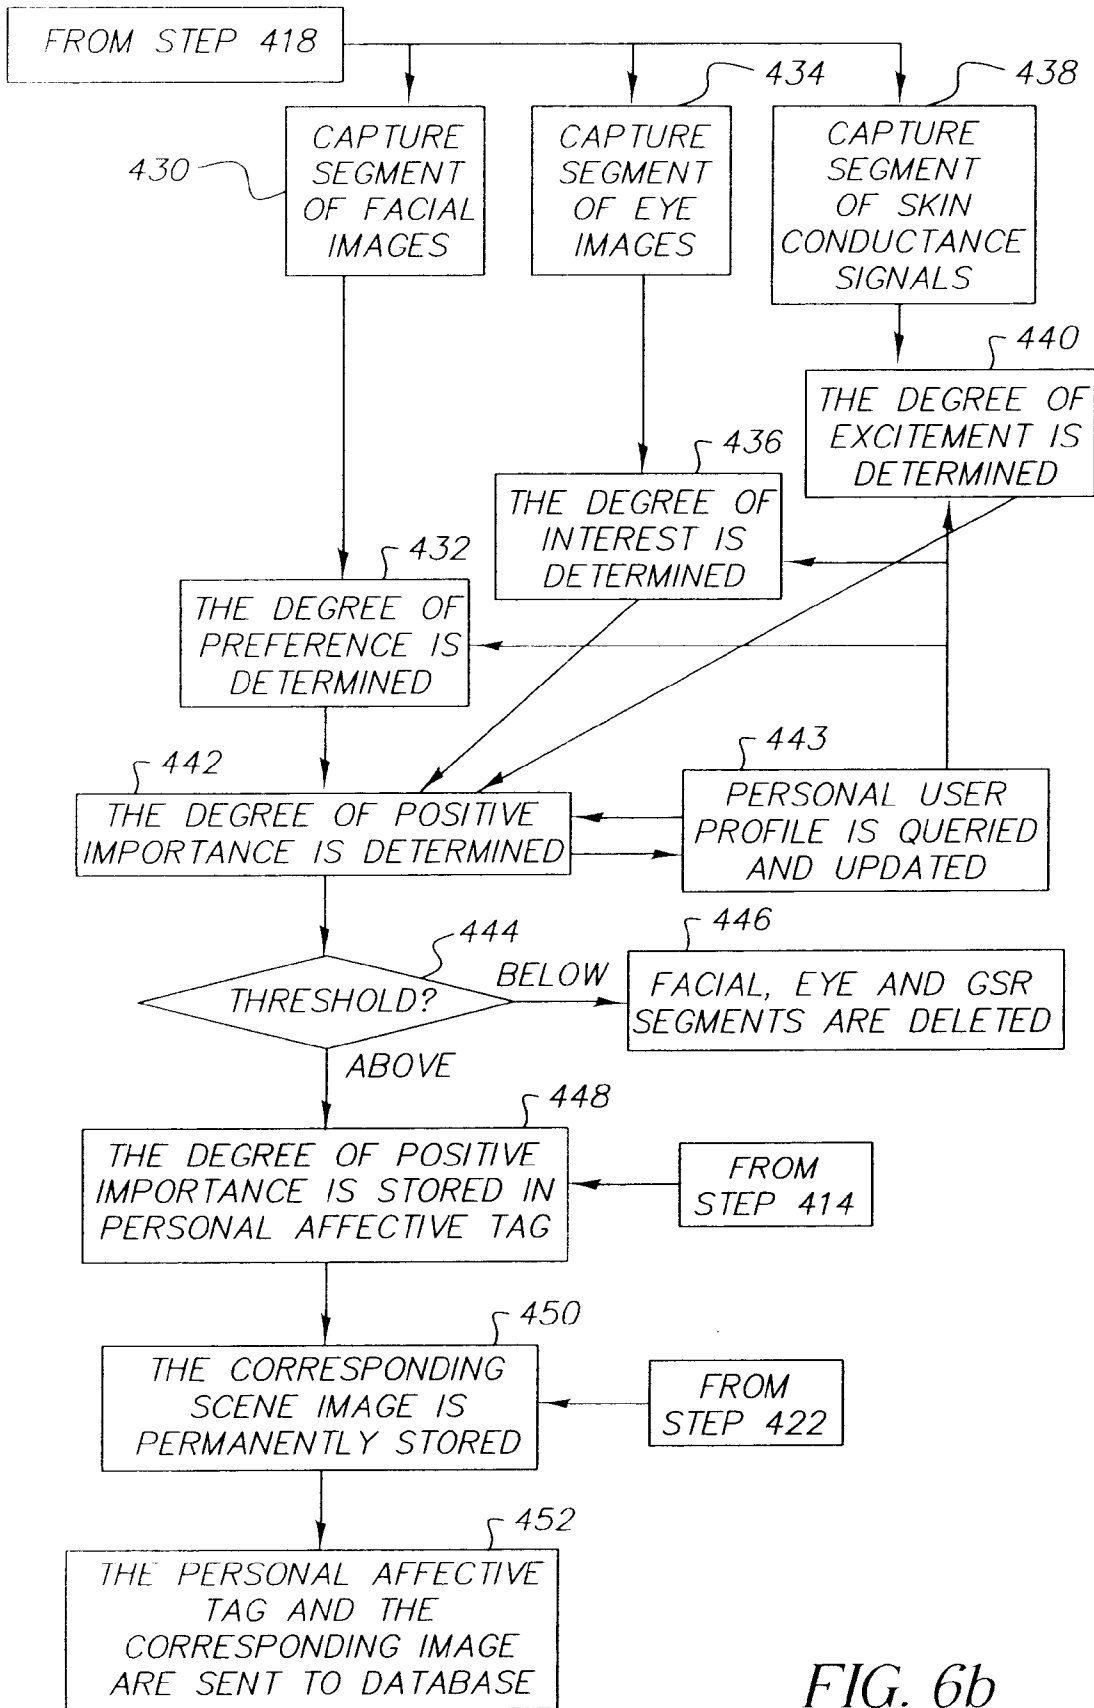 FROM STEP 418
434
438
430
CAPTURE
SEGMENT
OF FACIAL
IMAGES
CAPTURE
SEGMENT
OF EYE
IMAGES
CAPTURE
SEGMENT
OF SKIN
CONDUCTANCE
SIGNALS
440
THE DEGREE OF
EXCITEMENT IS
DETERMINED
436
THE DEGREE OF
INTEREST IS
DETERMINED
432
THE DEGREE OF
PREFERENCE IS
DETERMINED
442
THE DEGREE OF POSITIVE
IMPORTANCE IS DETERMINED
443
PERSONAL USER
PROFILE IS QUERIED
AND UPDATED
444
THRESHOLD?
BELOW
446
FACIAL, EYE AND GSR
SEGMENTS ARE DELETED
ABOVE
448
THE DEGREE OF POSITIVE
IMPORTANCE IS STORED IN
PERSONAL AFFECTIVE TAG
FROM
STEP 414
450
THE CORRESPONDING
SCENE IMAGE IS
PERMANENTLY STORED
FROM
STEP 422
452
THE PERSONAL AFFECTIVE
TAG AND THE
CORRESPONDING IMAGE
ARE SENT TO DATABASE
FIG. 6b